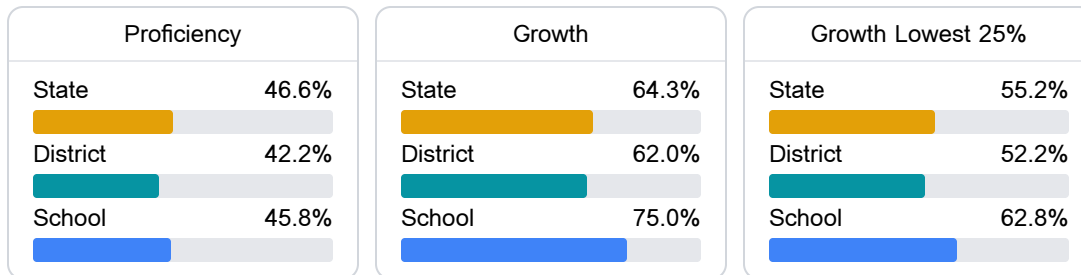 Proficiency
State 46.6%
District 42.2%
School 45.8%
Growth
State 64.3%
District 62.0%
School 75.0%
Growth Lowest 25%
State 55.2%
District 52.2%
School 62.8%